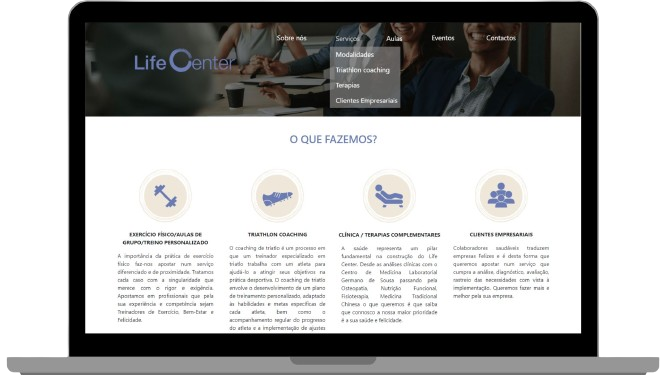 Sobre nós
Serviços
Aulas
Eventos
Contactos
Life Center
Modalidades
Triathlon coaching
Terapias
Clientes Empresariais
O QUE FAZEMOS?
EXERCÍCIO FÍSICO/AULAS DE
GRUPO/TREINO PERSONALIZADO
A importância da prática de exercício
físico faz-nos apostar num serviço
diferenciado e de proximidade. Tratamos
cada caso com a singularidade que
merece com o rigor e exigência.
Apostamos em profissionais que pela
sua experiência e competência sejam
Treinadores de Exercício, Bem-Estar e
Felicidade.
TRIATHLON COACHING
O coaching de triatlo é um processo em
que um treinador especializado em
triatlo trabalha com um atleta para
ajudá-lo a atingir seus objetivos na
prática desportiva. O coaching de triatlo
envolve o desenvolvimento de um plano
de treinamento personalizado, adaptado
às habilidades e metas específicas de
cada atleta, bem como o
acompanhamento regular do progresso
do atleta e a implementação de ajustes
CLÍNICA / TERAPIAS COMPLEMENTARES
A saúde representa um pilar
fundamental na construção do Life
Center. Desde as análises clínicas com o
Centro de Medicina Laboratorial
Germano de Sousa passando pela
Osteopatia, Nutrição Funcional,
Fisioterapia, Medicina Tradicional
Chinesa o que queremos é que saiba
que connosco a nossa maior prioridade
é a sua saúde e felicidade.
CLIENTES EMPRESARIAIS
Colaboradores saudáveis traduzem
empresas Felizes e é desta forma que
queremos apostar num serviço que
cumpra a análise, diagnóstico, avaliação,
rastreio das necessidades com vista à
implementação. Queremos fazer mais e
melhor pela sua empresa.